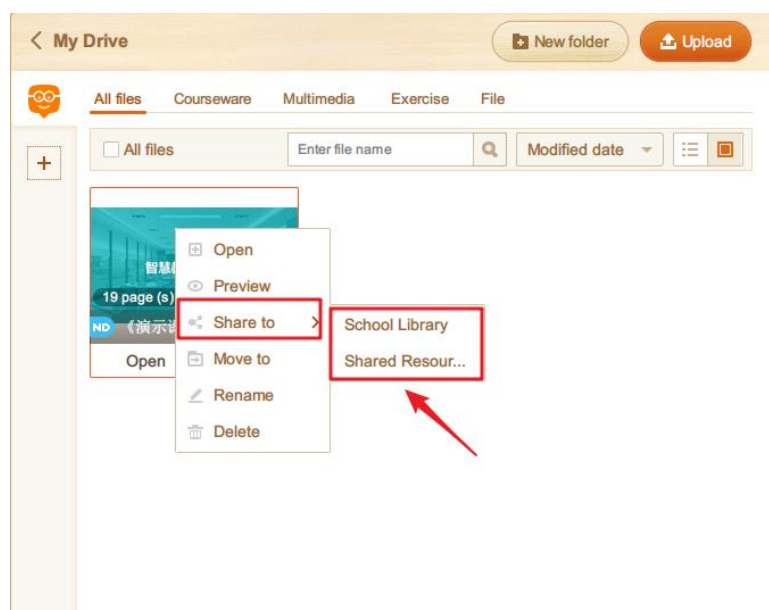 My Drive
New folder
Upload
All files Courseware Multimedia Exercise File
All files
Enter file name
Modified date
智慧
19 page (s)
ND 《演示
Open
Open
Preview
Share to
Move to
Rename
Delete
School Library
Shared Resour...